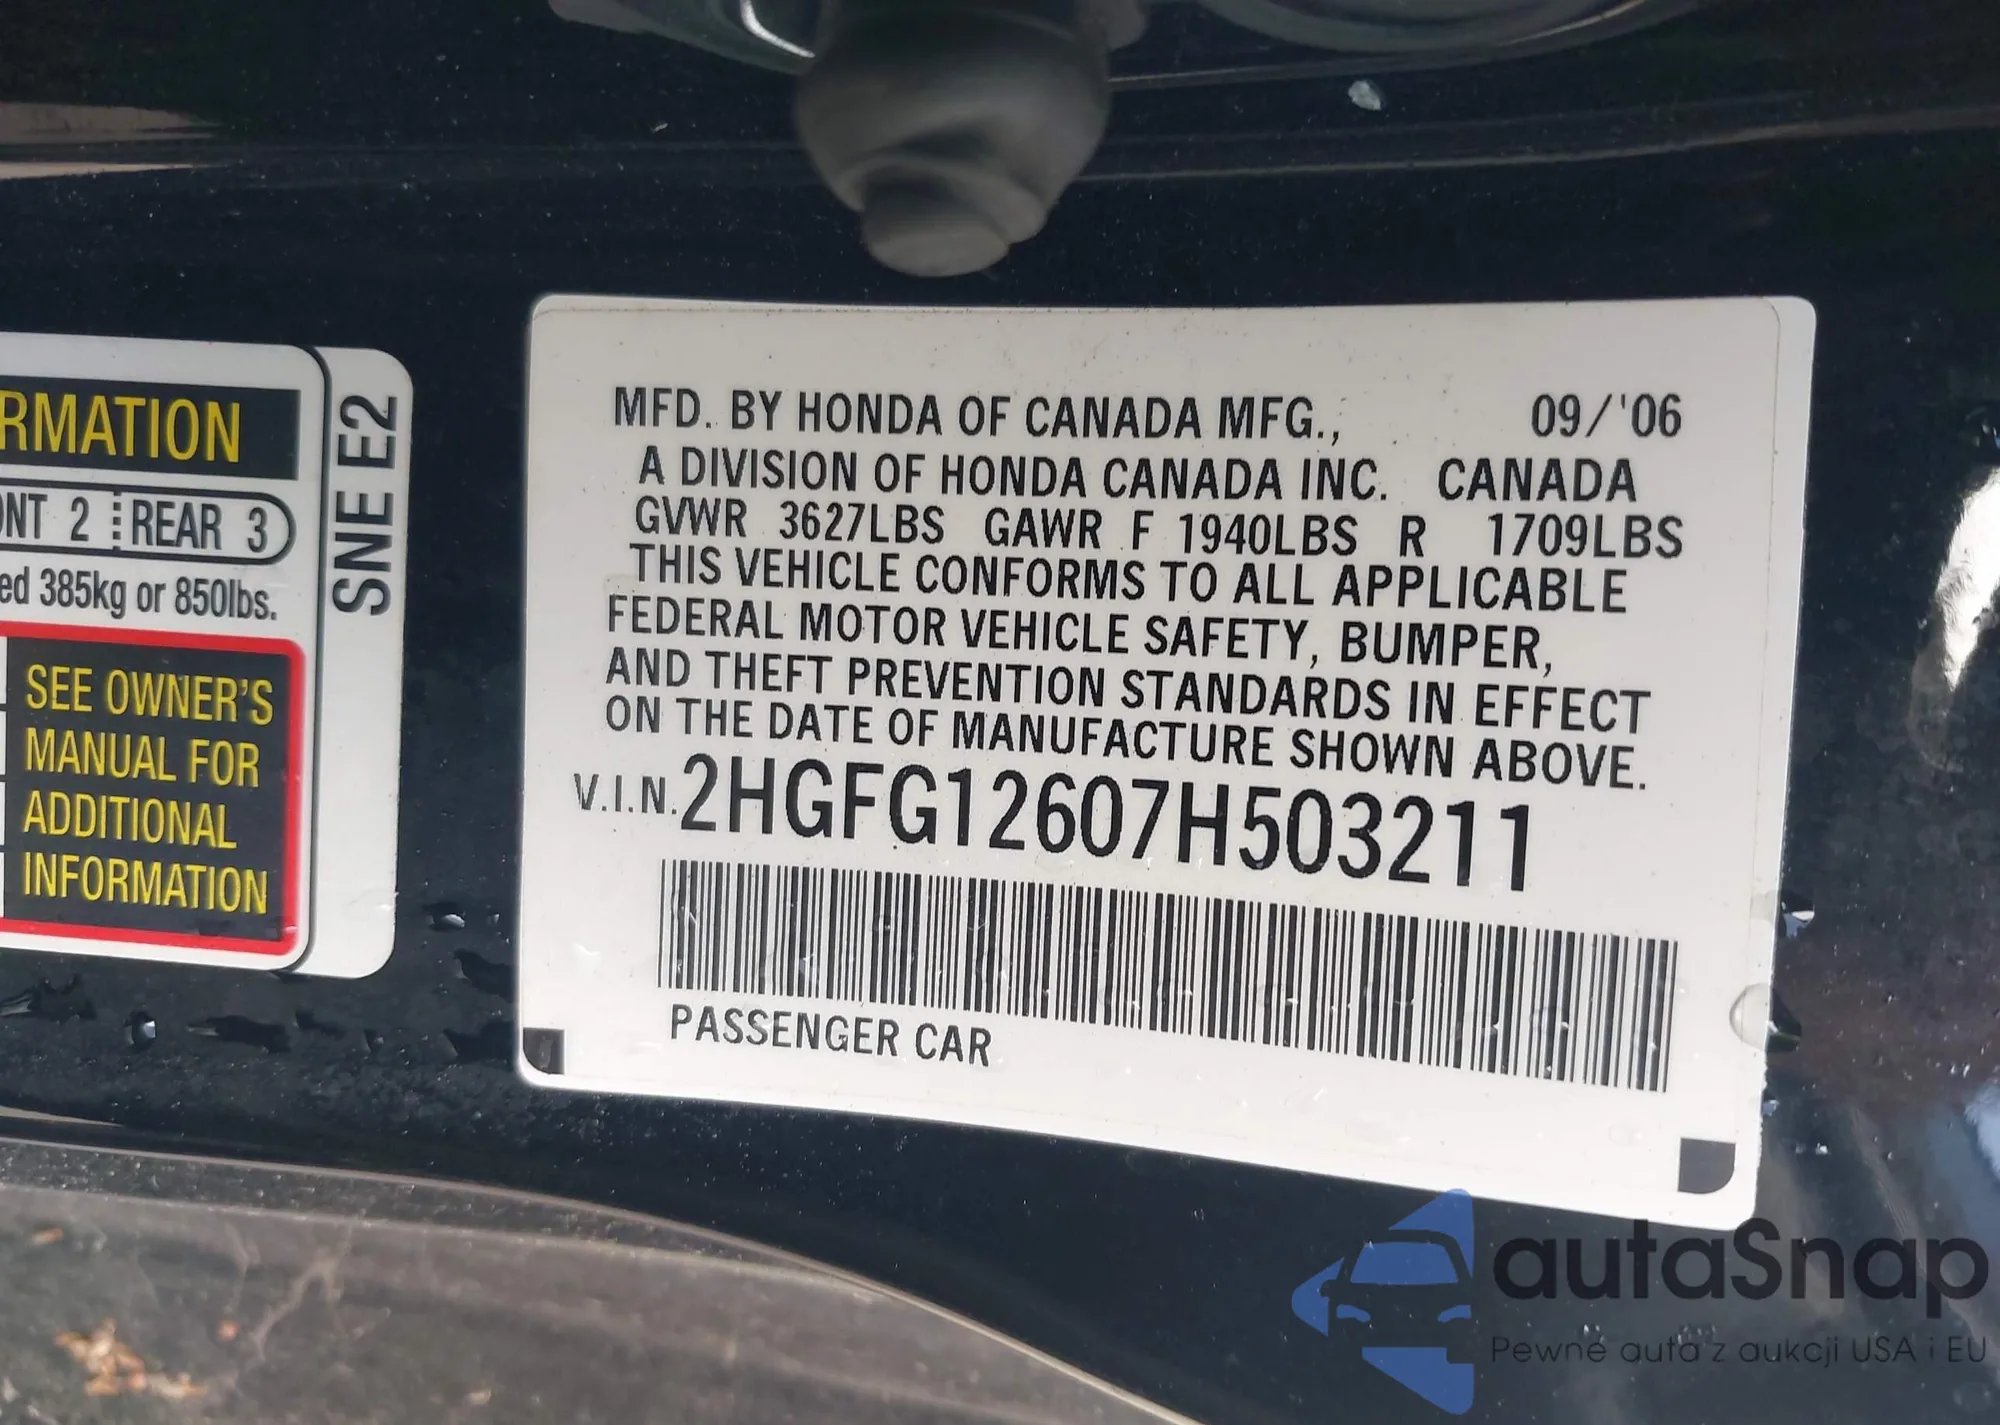 RMATION
NT 2 REAR 3
ed 385kg or 850lbs.
SEE OWNER'S
MANUAL FOR
ADDITIONAL
INFORMATION
SNE E2
MFD. BY HONDA OF CANADA MFG., 09/'06
A DIVISION OF HONDA CANADA INC. CANADA
GVWR 3627LBS GAWR F 1940LBS R 1709LBS
THIS VEHICLE CONFORMS TO ALL APPLICABLE
FEDERAL MOTOR VEHICLE SAFETY, BUMPER,
AND THEFT PREVENTION STANDARDS IN EFFECT
ON THE DATE OF MANUFACTURE SHOWN ABOVE.
V.I.N. 2HGFG12607H503211
PASSENGER CAR
autaSnap
Pewne auta z aukcji USA i EU